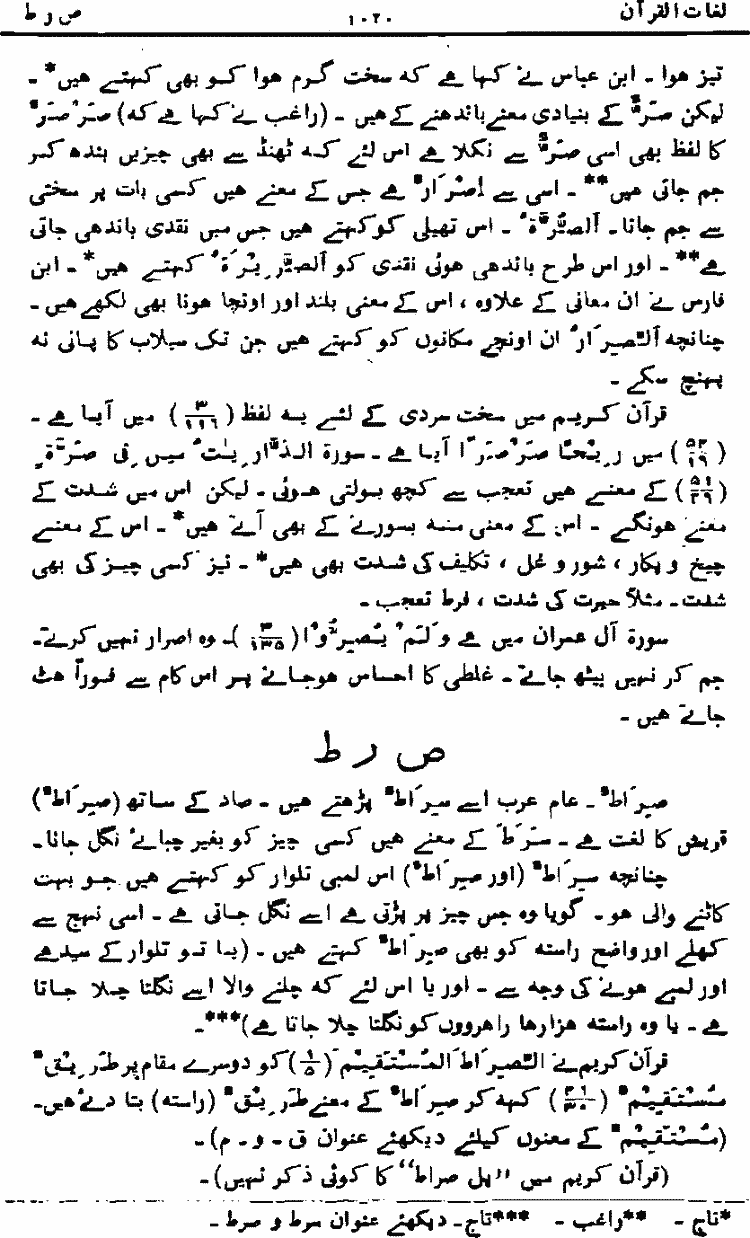 لغات القرآن ۱۰۲۰ ص ر ط
تیز ہوا ۔ ابن عباس نے کہا ہے کہ سخت گرم ہوا کو بھی کہتے ہیں* ۔
لیکن صَرٌّ کے بنیادی معنے باندھنے کے ہیں ۔ (راغب نے کہا ہے کہ) صَرْصَرٌ
کا لفظ بھی اسی صَرٌّ سے نکلا ہے اس لئے کہ ٹھنڈ سے بھی چیزیں بندھ کر
جم جاتی ہیں** ۔ اسی سے اِصْرَارٌ ہے جس کے معنے ہیں کسی بات پر سختی
سے جم جانا ۔ اَلصُّرَّۃُ ۔ اس تھیلی کو کہتے ہیں جس میں نقدی باندھی جاتی
ہے** ۔ اور اس طرح باندھی ہوئی نقدی کو اَلصَّرِیْرَۃُ کہتے ہیں* ۔ ابن
فارس نے ان معانی کے علاوہ ، اس کے معنی بلند اور اونچا ہونا بھی لکھے ہیں ۔
چنانچہ اَلصِّرَارُ ان اونچے مکانوں کو کہتے ہیں جن تک سیلاب کا پانی نہ
پہنچ سکے ۔
قرآن کریم میں سخت سردی کے لئے یہ لفظ (۳/۱۱۶) میں آیا ہے ۔
(۵۴/۱۹) میں رِیْحًا صَرْصَرًا آیا ہے ۔ سورۃ الذّٰرِیٰتِ میں فِی صَرَّۃٍ
(۵۱/۲۹) کے معنے ہیں تعجب سے کچھ بولتی ہوئی ۔ لیکن اس میں شدت کے
معنے ہونگے ۔ اس کے معنی منہ بسورنے کے بھی آتے ہیں* ۔ اس کے معنے
چیخ و پکار ، شور و غل ، تکلیف کی شدت بھی ہیں* ۔ نیز کسی چیز کی بھی
شدت ۔ مثلاً حیرت کی شدت ، فرط تعجب ۔
سورۃ آل عمران میں ہے وَلَمْ یُصِرُّوْا (۳/۱۳۵) ۔ وہ اصرار نہیں کرتے ۔
جم کر نہیں بیٹھ جاتے ۔ غلطی کا احساس ہوجانے پر اس کام سے فوراً ہٹ
جاتے ہیں ۔
ص ر ط
صِرَاطٌ ۔ عام عرب اسے سِرَاطٌ پڑھتے ہیں ۔ صاد کے ساتھ (صِرَاطٌ)
قریش کا لغت ہے ۔ سَرَطَ کے معنے ہیں کسی چیز کو بغیر چبائے نگل جانا ۔
چنانچہ سِرَاطٌ (اور صِرَاطٌ) اس لمبی تلوار کو کہتے ہیں جو بہت
کاٹنے والی ہو ۔ گویا وہ جس چیز پر پڑتی ہے اسے نگل جاتی ہے ۔ اسی نہج سے
کھلے اور واضح راستہ کو بھی صِرَاطٌ کہتے ہیں ۔ (یا تو تلوار کے سیدھے
اور لمبے ہونے کی وجہ سے ۔ اور یا اس لئے کہ چلنے والا اسے نگلتا چلا جاتا
ہے ۔ یا وہ راستہ ہزارہا راہرووں کو نگلتا چلا جاتا ہے)*** ۔
قرآن کریم نے الصِّرَاطَ الْمُسْتَقِیْمَ (۱/۵) کو دوسرے مقام پر طَرِیْقٍ
مُسْتَقِیْمٍ (۴۶/۳۰) کہہ کر صِرَاطٌ کے معنے طَرِیْقٌ (راستہ) بتا دئے ہیں ۔
(مُسْتَقِیْمٌ کے معنوں کیلئے دیکھئے عنوان ق ۔ و ۔ م) ۔
(قرآن کریم میں ”پل صراط“ کا کوئی ذکر نہیں) ۔
*تاج ۔ **راغب ۔ ***تاج ۔ دیکھئے عنوان سرط و صرط ۔